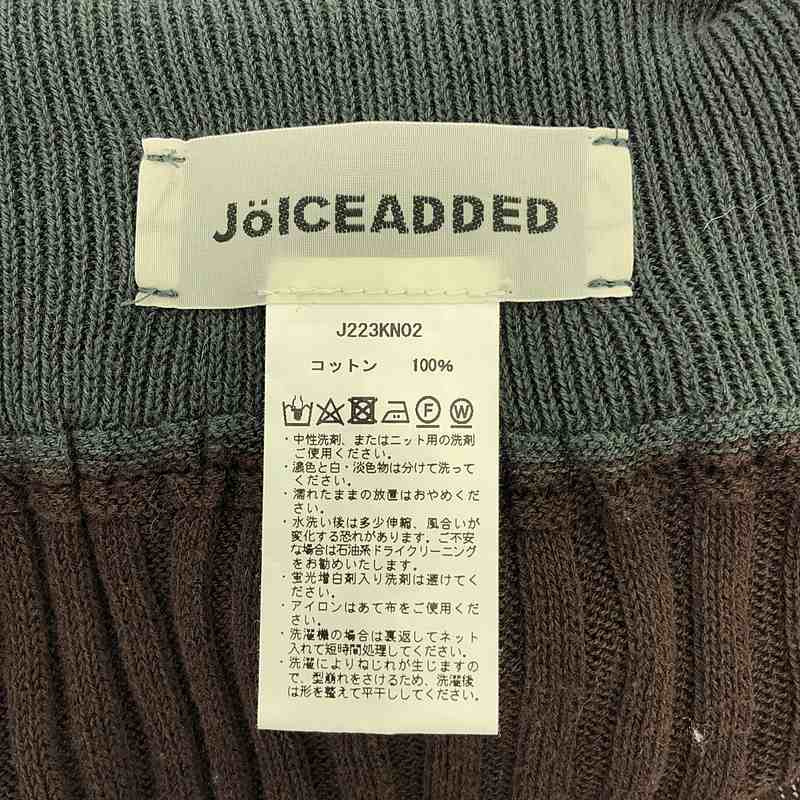 JöICEADDED
J223KN02
コットン 100%
F W
・中性洗剤、またはニット用の洗剤
ご使用ください。
・濃色と白・淡色物は分けて洗って
ください。
・濡れたままの放置はおやめくだ
さい。
・水洗い後は多少伸縮、風合いが
変化する恐れがあります。ご不安
な場合は石油系ドライクリーニング
をお勧めいたします。
・蛍光増白剤入り洗剤は避けてく
ださい。
・アイロンはあて布をご使用くだ
さい。
・洗濯機の場合は裏返してネット
入れて短時間処理してください。
・洗濯によりねじれが生じますの
で、型崩れをさけるため、洗濯後
は形を整えて平干ししてください。